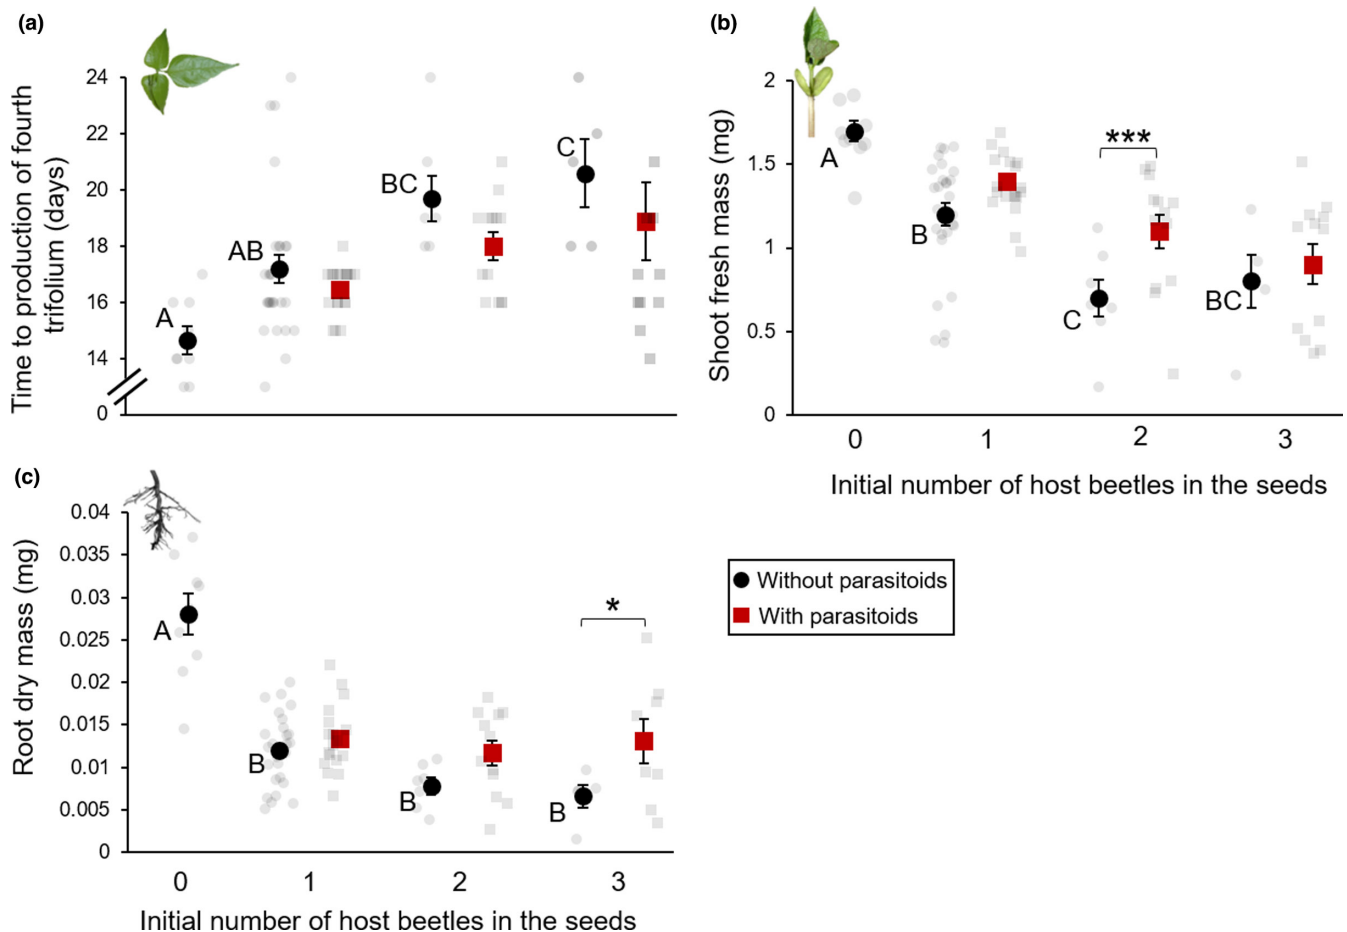 (a)
Time to production of fourth
trifolium (days)
24
22
20
18
16
14
0
A
AB
BC
C
(b)
Shoot fresh mass (mg)
2
1.5
1
0.5
0
A
B
C
BC
***
0 1 2 3
Initial number of host beetles in the seeds
(c)
Root dry mass (mg)
0.04
0.035
0.03
0.025
0.02
0.015
0.01
0.005
0
A
B
B
B
*
0 1 2 3
Initial number of host beetles in the seeds
Without parasitoids
With parasitoids